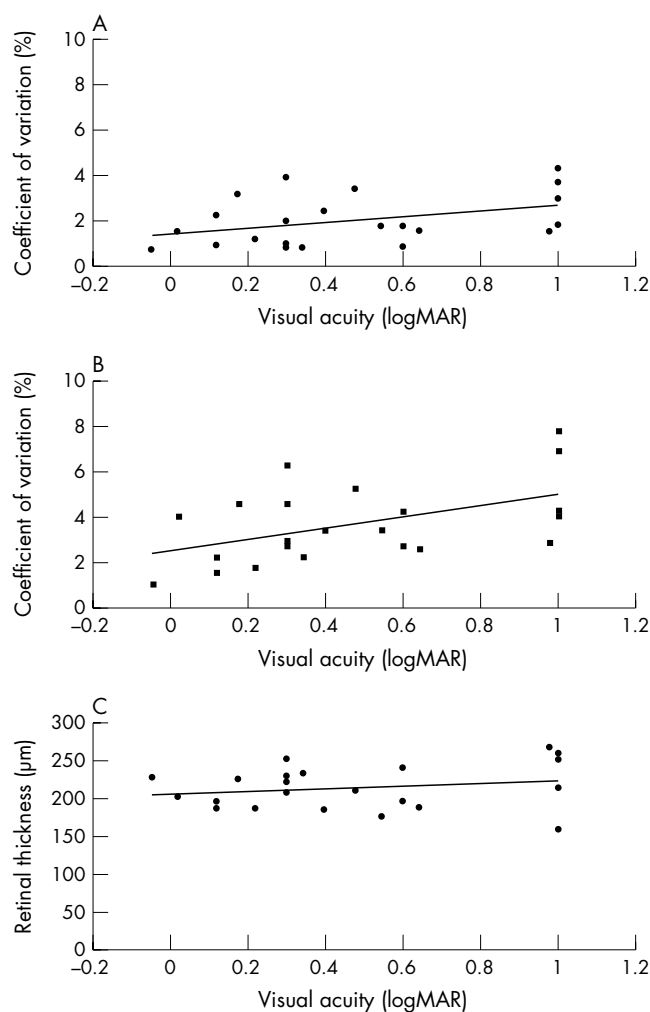 A
Coefficient of variation (%)
10
8
6
4
2
0
–0.2 0 0.2 0.4 0.6 0.8 1 1.2
Visual acuity (logMAR)
B
Coefficient of variation (%)
10
8
6
4
2
0
–0.2 0 0.2 0.4 0.6 0.8 1 1.2
Visual acuity (logMAR)
C
Retinal thickness (µm)
300
250
200
150
100
50
0
–0.2 0 0.2 0.4 0.6 0.8 1 1.2
Visual acuity (logMAR)